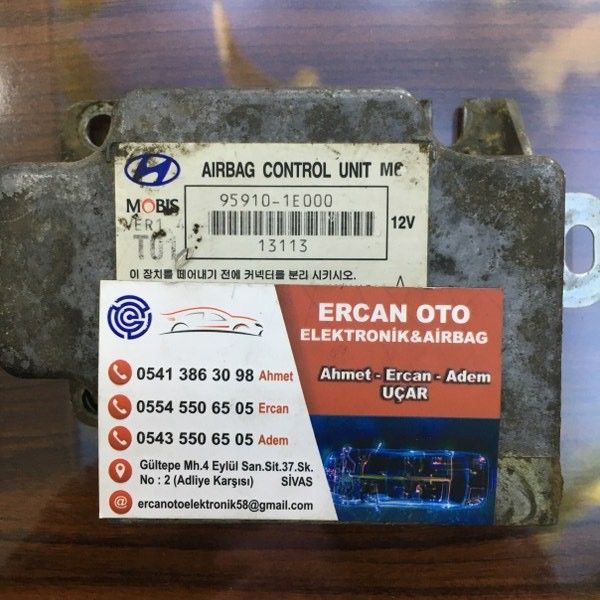 AIRBAG CONTROL UNIT M6
MOBIS
95910-1E000
12V
VER1
T01
13113
이 장치를 떼어내기 전에 커넥터를 분리 시키시오.
ERCAN OTO
ELEKTRONİK&AİRBAG
Ahmet - Ercan - Adem
UÇAR
0541 386 30 98 Ahmet
0554 550 65 05 Ercan
0543 550 65 05 Adem
Gültepe Mh.4 Eylül San.Sit.37.Sk.
No : 2 (Adliye Karşısı) SİVAS
@ ercanotoelektronik58@gmail.com